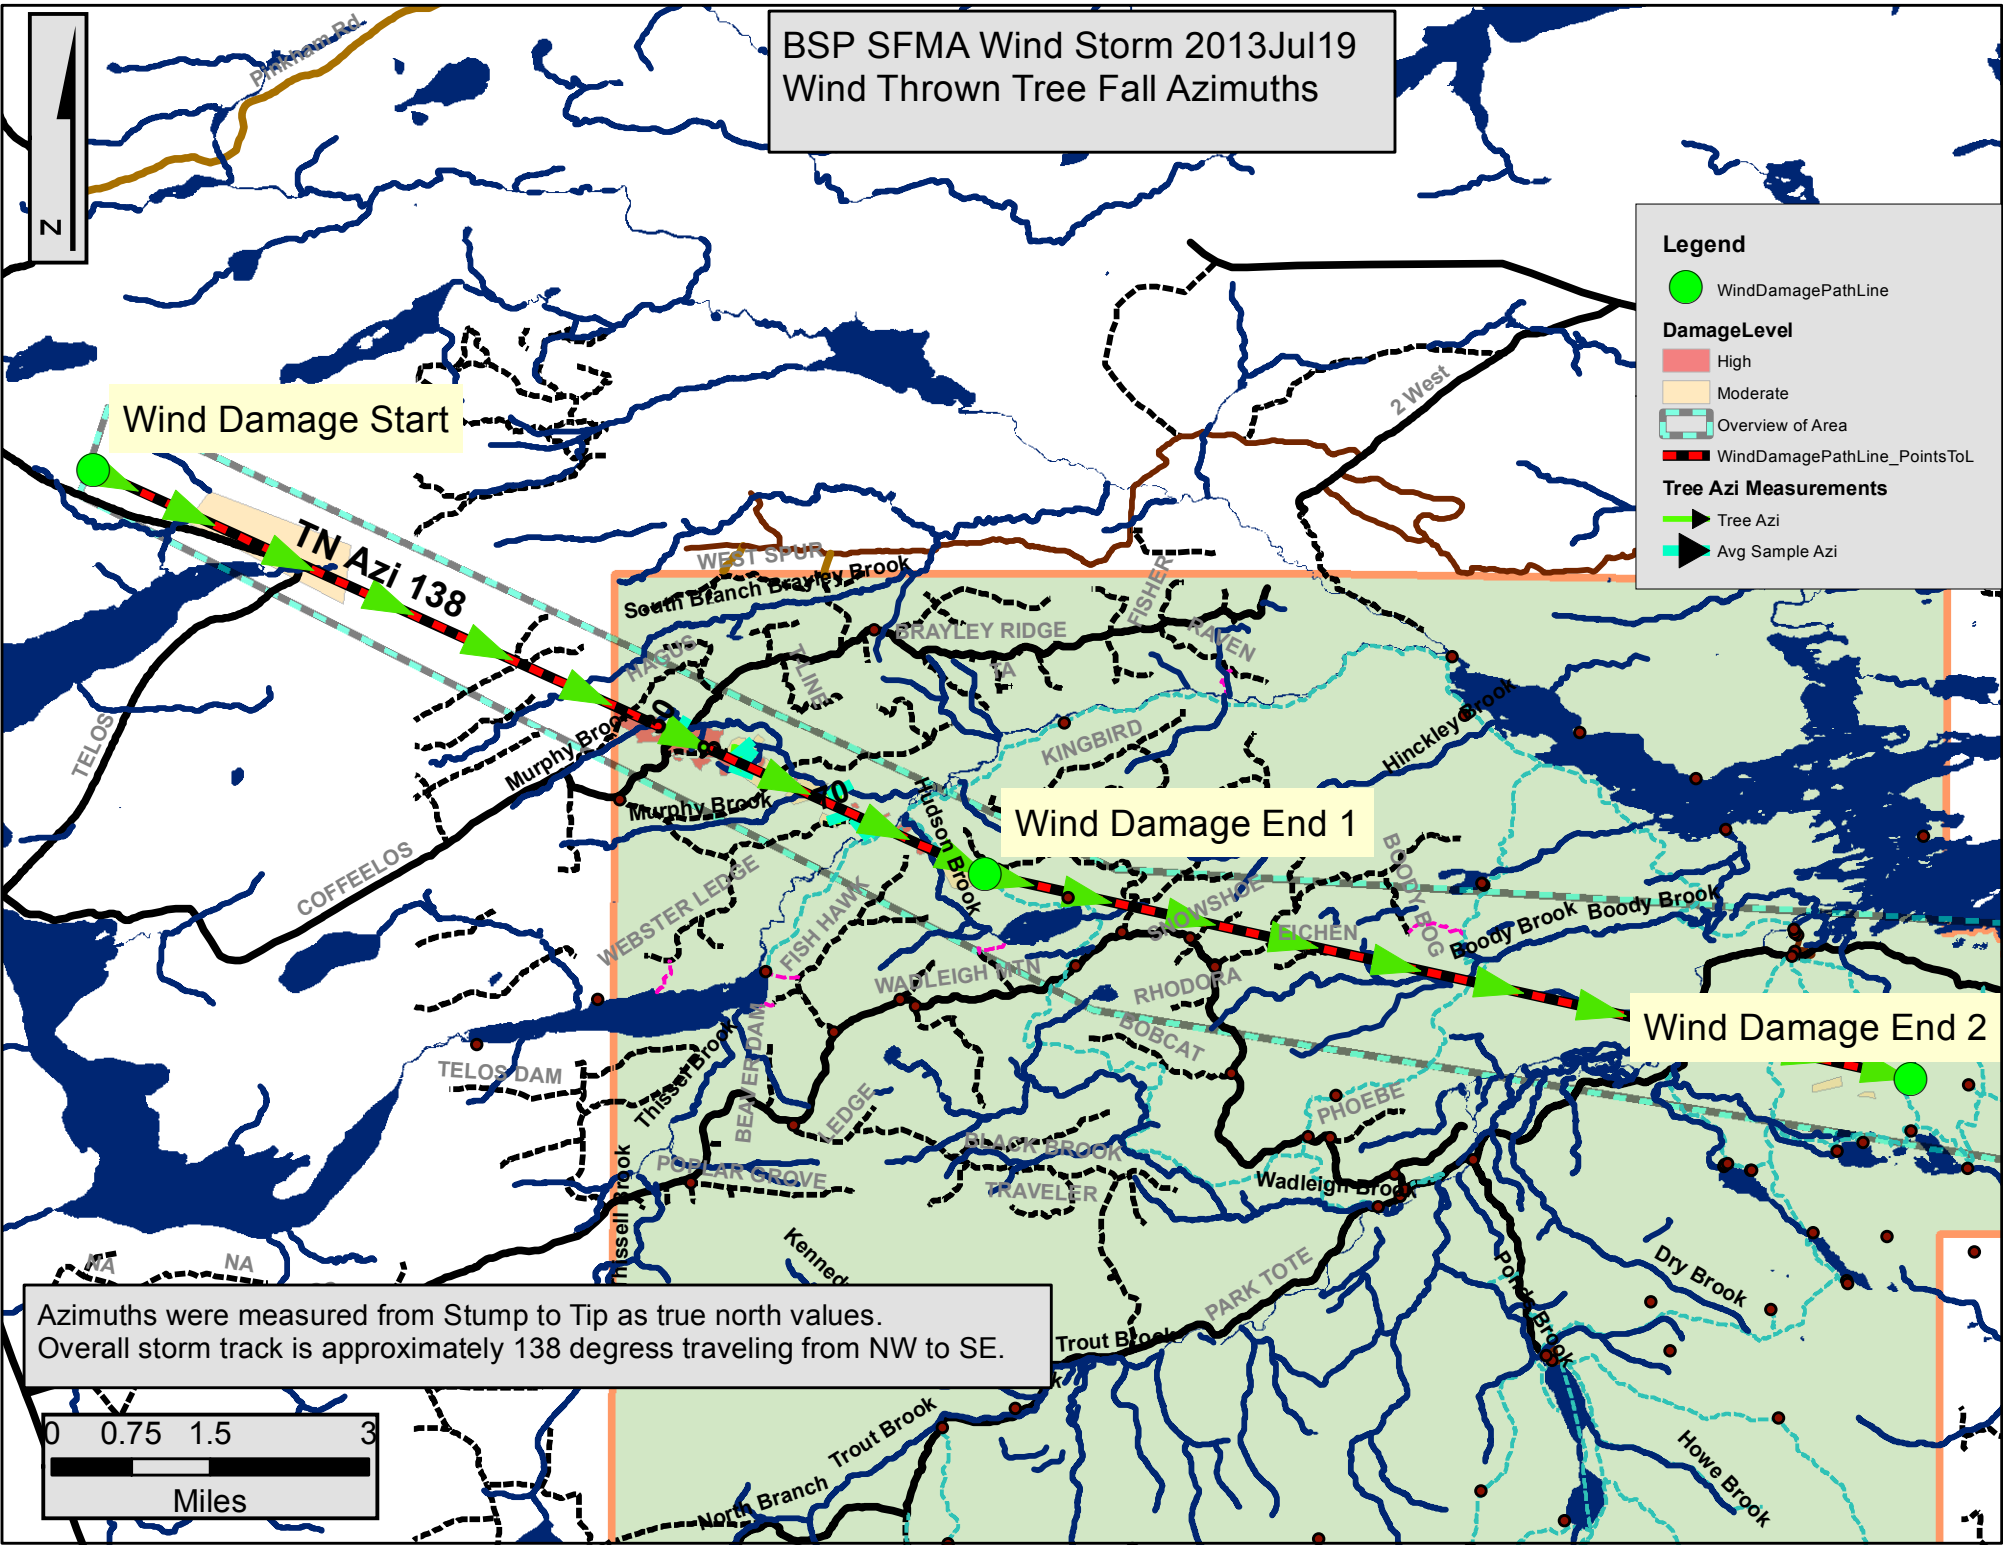 Pinkham Rd
BSP SFMA Wind Storm 2013Jul19
Wind Thrown Tree Fall Azimuths
N
Legend
WindDamagePathLine
DamageLevel
High
Moderate
Overview of Area
WindDamagePathLine_PointsToL
Tree Azi Measurements
Tree Azi
Avg Sample Azi
2 West
Wind Damage Start
TN Azi 138
WEST SPUR
South Branch Brayley Brook
FISHER
BRAYLEY RIDGE
RAVEN
HAGUS
TA
TELOS
Murphy Brook
KINGBIRD
Hinckley Brook
Murphy Brook
Hudson Brook
Wind Damage End 1
COFFEELOS
WEBSTER LEDGE
FISH HAWK
SNOWSHOE
EICHEN
BOODY BOG
Boody Brook
Boody Brook
WADLEIGH MTN
RHODORA
BOBCAT
Wind Damage End 2
TELOS DAM
Thissel Brook
BEAVER DAM
LEDGE
PHOEBE
BLACK BROOK
POPLAR GROVE
TRAVELER
Wadleigh Brook
Thissell Brook
NA
NA
PARK TOTE
Dry Brook
Ponds Brook
Azimuths were measured from Stump to Tip as true north values.
Overall storm track is approximately 138 degress traveling from NW to SE.
Trout Brook
Trout Brook
North Branch
Howe Brook
0 0.75 1.5 3
Miles